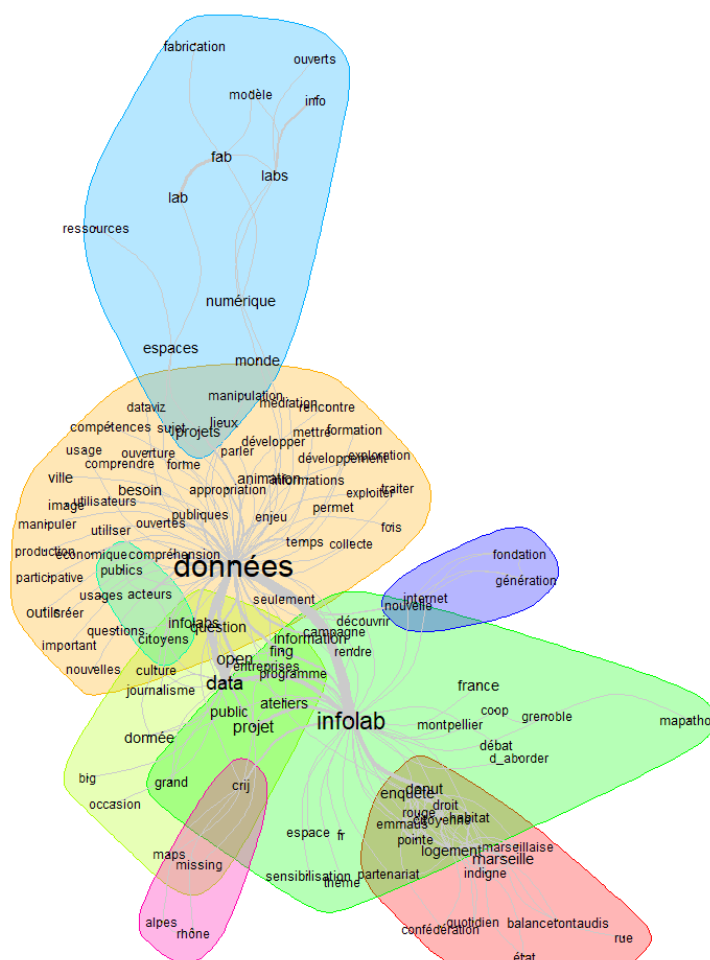 fabrication
ouverts
modèle
info
fab
labs
lab
ressources
numérique
espaces
monde
manipulation
dataviz
médiation
rencontre
compétences
sujet
projets
lieux
mettre
formation
usage
ouverture
parler
développer
comprendre
forme
développement
exploration
ville
besoin
appropriation
animation
informations
traiter
image
utilisateurs
exploiter
manipuler
utiliser
ouvertes
publiques
enjeu
permet
fois
production
économique
compréhension
temps
collecte
participative
publics
données
fondation
génération
outils
créer
usages
acteurs
seulement
internet
nouvelle
questions
citoyens
infolabs
question
information
campagne
découvrir
important
nouvelles
culture
open
entreprises
fing
rendre
journalisme
data
programme
france
donnée
public
projet
ateliers
infolab
montpellier
coop
grenoble
mapatho
débat
d_aborder
big
grand
crij
occasion
enquête
donut
rouge
droit
emmaüs
citoyenne
habitat
espace
fr
pointe
logement
marseillaise
marseille
maps
missing
sensibilisation
thème
partenariat
indigne
alpes
rhône
confédération
quotidien
balancetontaudis
rue
état